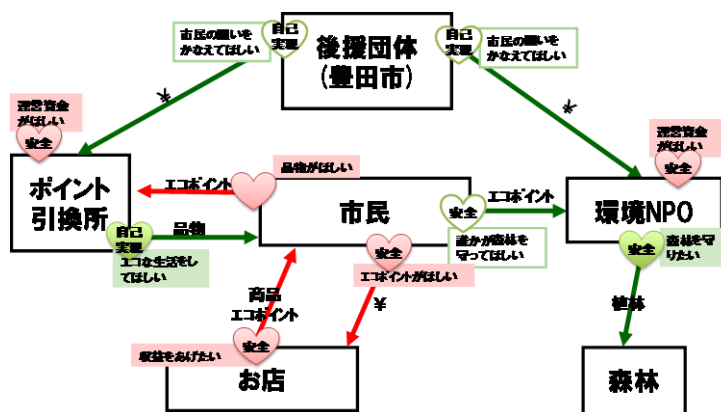 市民の願いを
かなえてほしい
自己
実現
後援団体
(豊田市)
自己
実現
市民の願いを
かなえてほしい
¥
¥
運営資金
がほしい
安全
運営資金
がほしい
安全
ポイント
引換所
エコポイント
品物がほしい
市民
エコポイント
環境NPO
自己
実現
品物
エコな生活をし
てほしい
安全
誰かが森林を
守ってほしい
安全
森林を守
りたい
安全
エコポイントがほしい
商品
エコポイント
¥
植林
収益をあげたい
安全
お店
森林